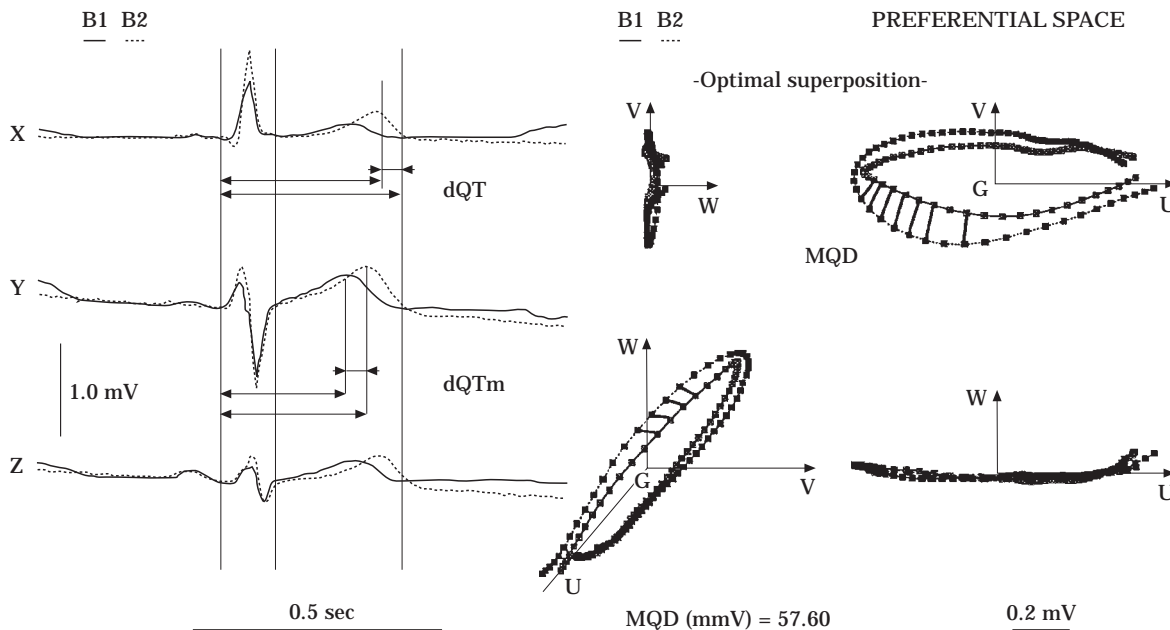 B1 B2
X
dQT
Y
1.0 mV
dQTm
Z
0.5 sec
B1 B2
PREFERENTIAL SPACE
-Optimal superposition-
V
W
V
G
U
MQD
W
G
V
U
W
U
MQD (mmV) = 57.60
0.2 mV